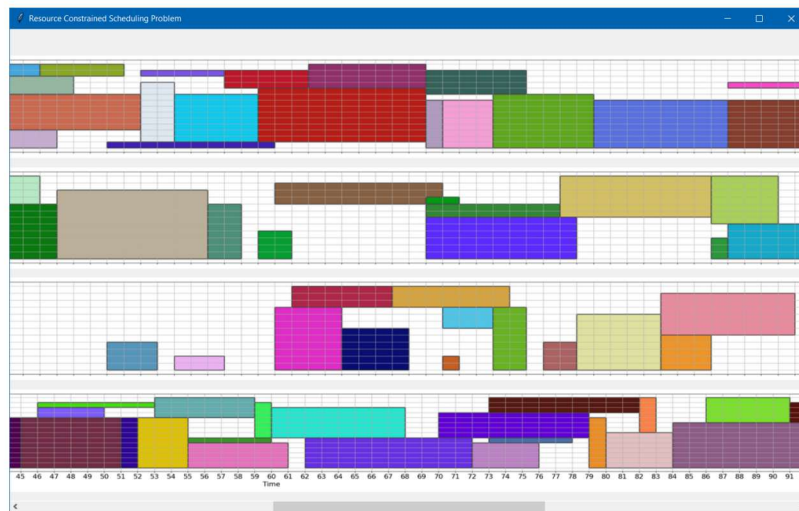 Resource Constrained Scheduling Problem
45 46 47 48 49 50 51 52 53 54 55 56 57 58 59 60 61 62 63 64 65 66 67 68 69 70 71 72 73 74 75 76 77 78 79 80 81 82 83 84 85 86 87 88 89 90 91
Time